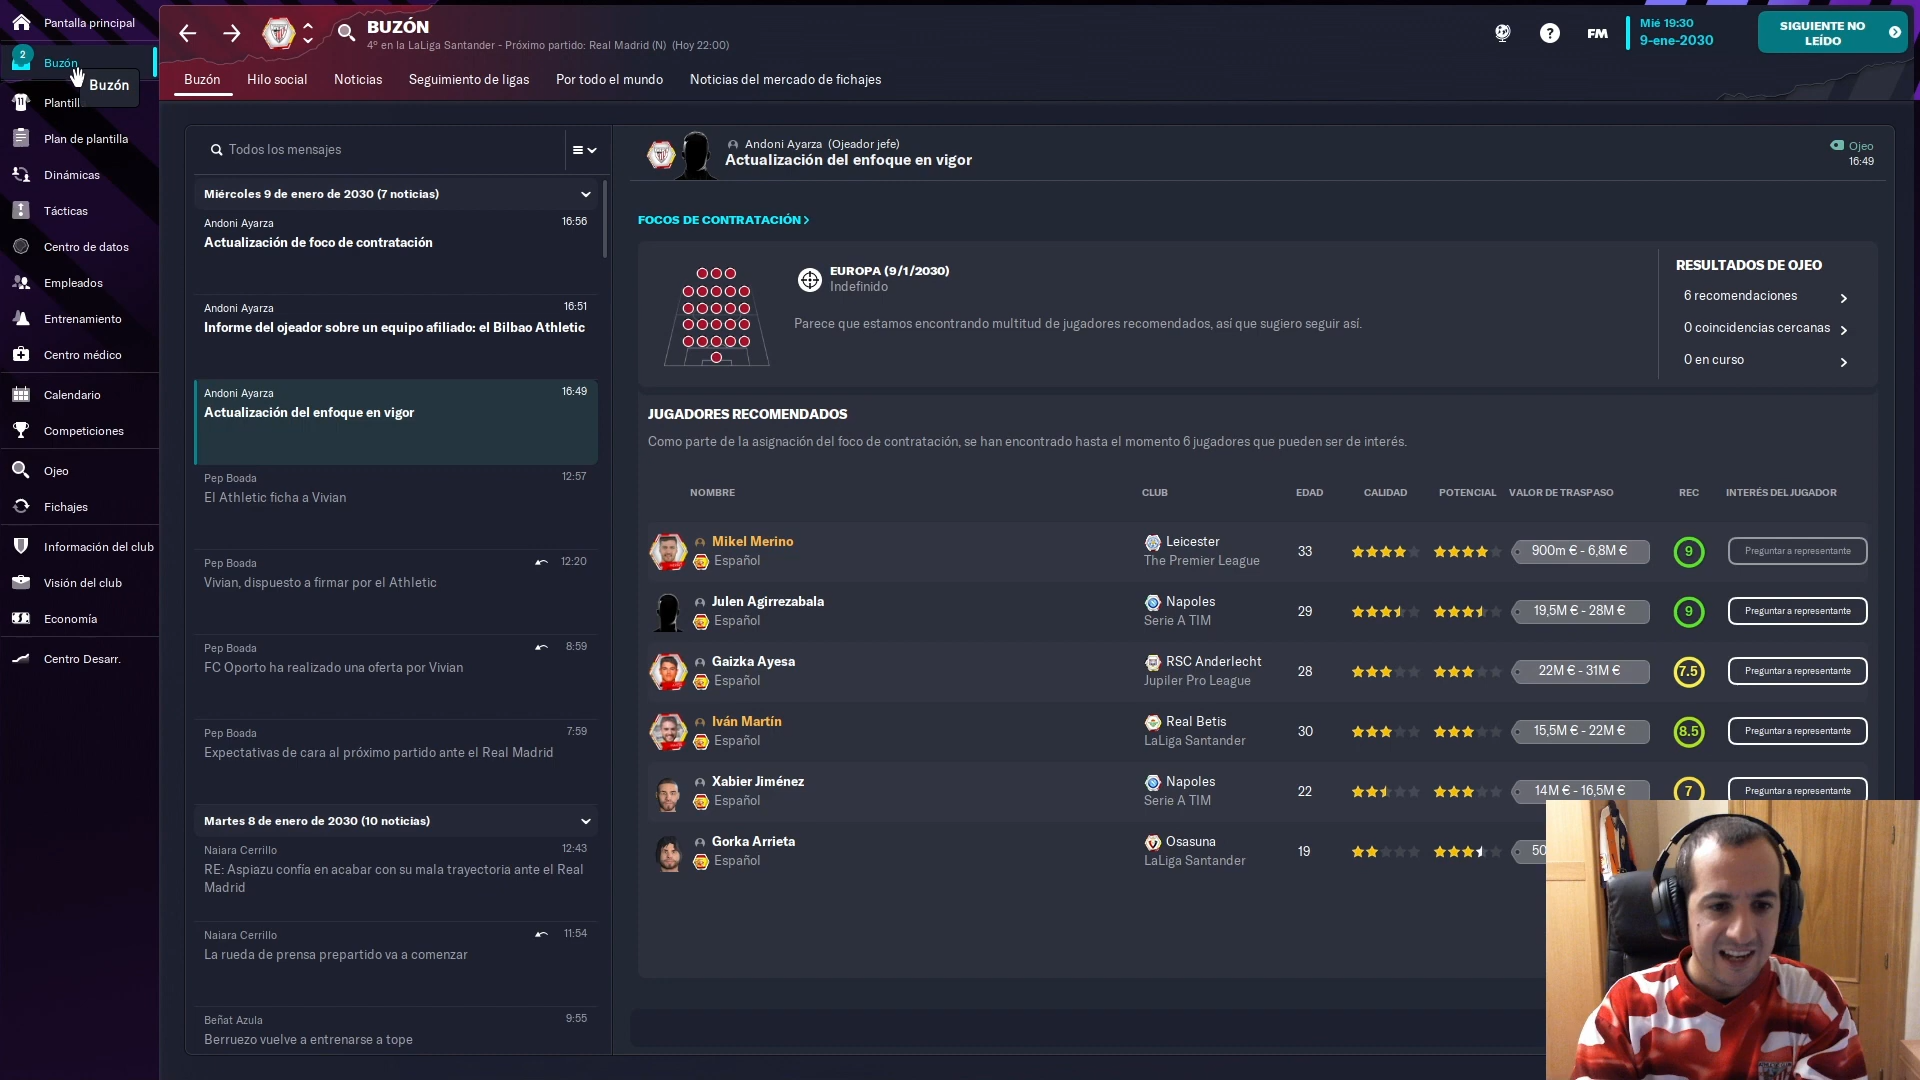 Pantalla principal
2
Buzón
Buzón
Plantill
Plan de plantilla
Dinámicas
Tácticas
Centro de datos
Empleados
Entrenamiento
Centro médico
Calendario
Competiciones
Ojeo
Fichajes
Información del club
Visión del club
Economía
Centro Desarr.
BUZÓN
4º en la LaLiga Santander - Próximo partido: Real Madrid (N) (Hoy 22:00)
FM
Mié 19:30
9-ene-2030
SIGUIENTE NO LEÍDO
Buzón
Hilo social
Noticias
Seguimiento de ligas
Por todo el mundo
Noticias del mercado de fichajes
Todos los mensajes
Miércoles 9 de enero de 2030 (7 noticias)
Andoni Ayarza 16:56
Actualización de foco de contratación
Andoni Ayarza 16:51
Informe del ojeador sobre un equipo afiliado: el Bilbao Athletic
Andoni Ayarza 16:49
Actualización del enfoque en vigor
Pep Boada 12:57
El Athletic ficha a Vivian
Pep Boada 12:20
Vivian, dispuesto a firmar por el Athletic
Pep Boada 8:59
FC Oporto ha realizado una oferta por Vivian
Pep Boada 7:59
Expectativas de cara al próximo partido ante el Real Madrid
Martes 8 de enero de 2030 (10 noticias)
Naiara Cerrillo 12:43
RE: Aspiazu confía en acabar con su mala trayectoria ante el Real
Madrid
Naiara Cerrillo 11:54
La rueda de prensa prepartido va a comenzar
Beñat Azula 9:55
Berruezo vuelve a entrenarse a tope
Andoni Ayarza (Ojeador jefe)
Actualización del enfoque en vigor
Ojeo
16:49
FOCOS DE CONTRATACIÓN >
EUROPA (9/1/2030)
Indefinido
Parece que estamos encontrando multitud de jugadores recomendados, así que sugiero seguir así.
RESULTADOS DE OJEO
6 recomendaciones
0 coincidencias cercanas
0 en curso
JUGADORES RECOMENDADOS
Como parte de la asignación del foco de contratación, se han encontrado hasta el momento 6 jugadores que pueden ser de interés.
NOMBRE CLUB EDAD CALIDAD POTENCIAL VALOR DE TRASPASO REC INTERÉS DEL JUGADOR
Mikel Merino Leicester 33 900m € - 6,8M € 9 Preguntar a representante
Español The Premier League
Julen Agirrezabala Napoles 29 19,5M € - 28M € 9 Preguntar a representante
Español Serie A TIM
Gaizka Ayesa RSC Anderlecht 28 22M € - 31M € 7.5 Preguntar a representante
Español Jupiler Pro League
Iván Martín Real Betis 30 15,5M € - 22M € 8.5 Preguntar a representante
Español LaLiga Santander
Xabier Jiménez Napoles 22 14M € - 16,5M € 7 Preguntar a representante
Español Serie A TIM
Gorka Arrieta Osasuna 19 50
Español LaLiga Santander